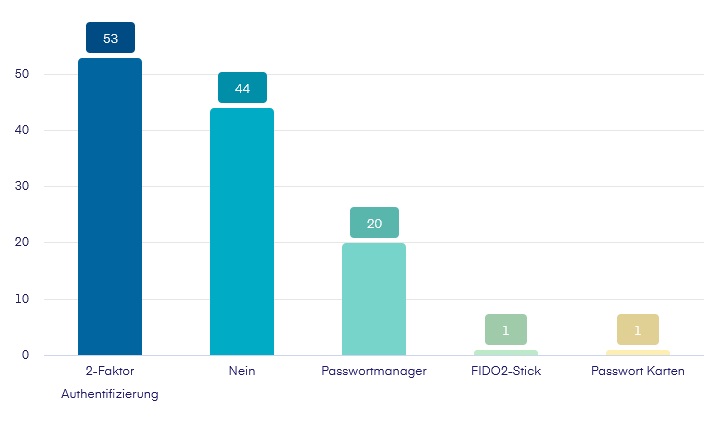 53
50
44
40
30
20
20
10
1
1
0
2-Faktor
Authentifizierung
Nein
Passwortmanager
FIDO2-Stick
Passwort Karten